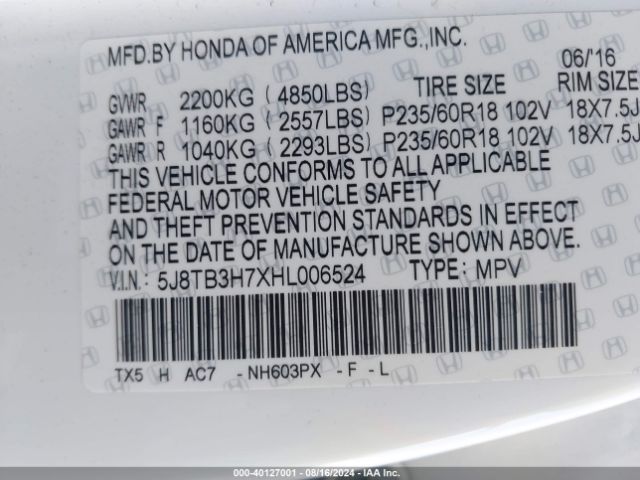 MFD.BY HONDA OF AMERICA MFG.,INC.
06/'16
GVWR 2200KG ( 4850LBS) TIRE SIZE RIM SIZE
GAWR F 1160KG ( 2557LBS) P235/60R18 102V 18X7.5J
GAWR R 1040KG ( 2293LBS) P235/60R18 102V 18X7.5J
THIS VEHICLE CONFORMS TO ALL APPLICABLE
FEDERAL MOTOR VEHICLE SAFETY
AND THEFT PREVENTION STANDARDS IN EFFECT
ON THE DATE OF MANUFACTURE SHOWN ABOVE.
V.I.N.: 5J8TB3H7XHL006524 TYPE: MPV
TX5 H AC7 - NH603PX - F - L
000-40127001 - 08/16/2024 - IAA Inc.